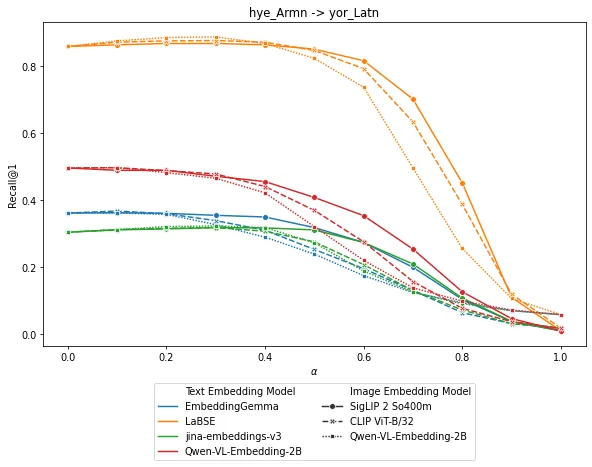 hye_Armn -> yor_Latn
Recall@1
0.8
0.6
0.4
0.2
0.0
0.0 0.2 0.4 0.6 0.8 1.0
α
Text Embedding Model Image Embedding Model
EmbeddingGemma SigLIP 2 So400m
LaBSE CLIP ViT-B/32
jina-embeddings-v3 Qwen-VL-Embedding-2B
Qwen-VL-Embedding-2B